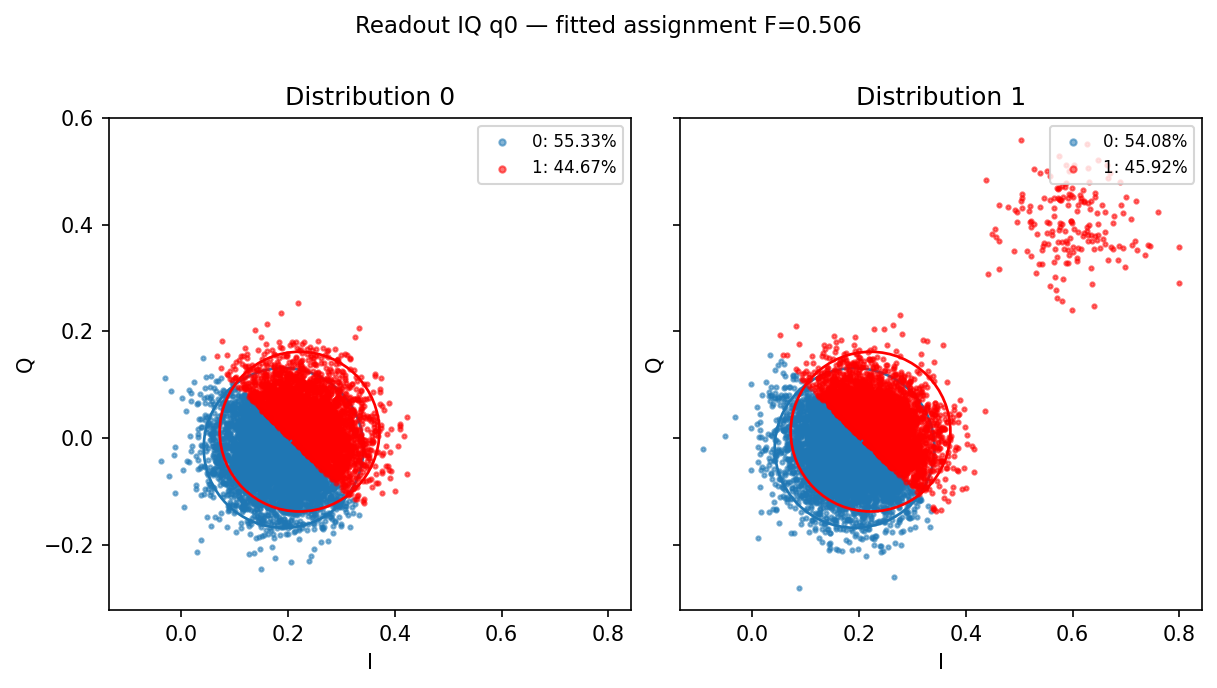 Readout IQ q0 — fitted assignment F=0.506
Distribution 0
Distribution 1
0: 55.33%
1: 44.67%
0: 54.08%
1: 45.92%
Q
0.6
0.4
0.2
0.0
−0.2
0.0
0.2
0.4
0.6
0.8
I
Q
0.0
0.2
0.4
0.6
0.8
I